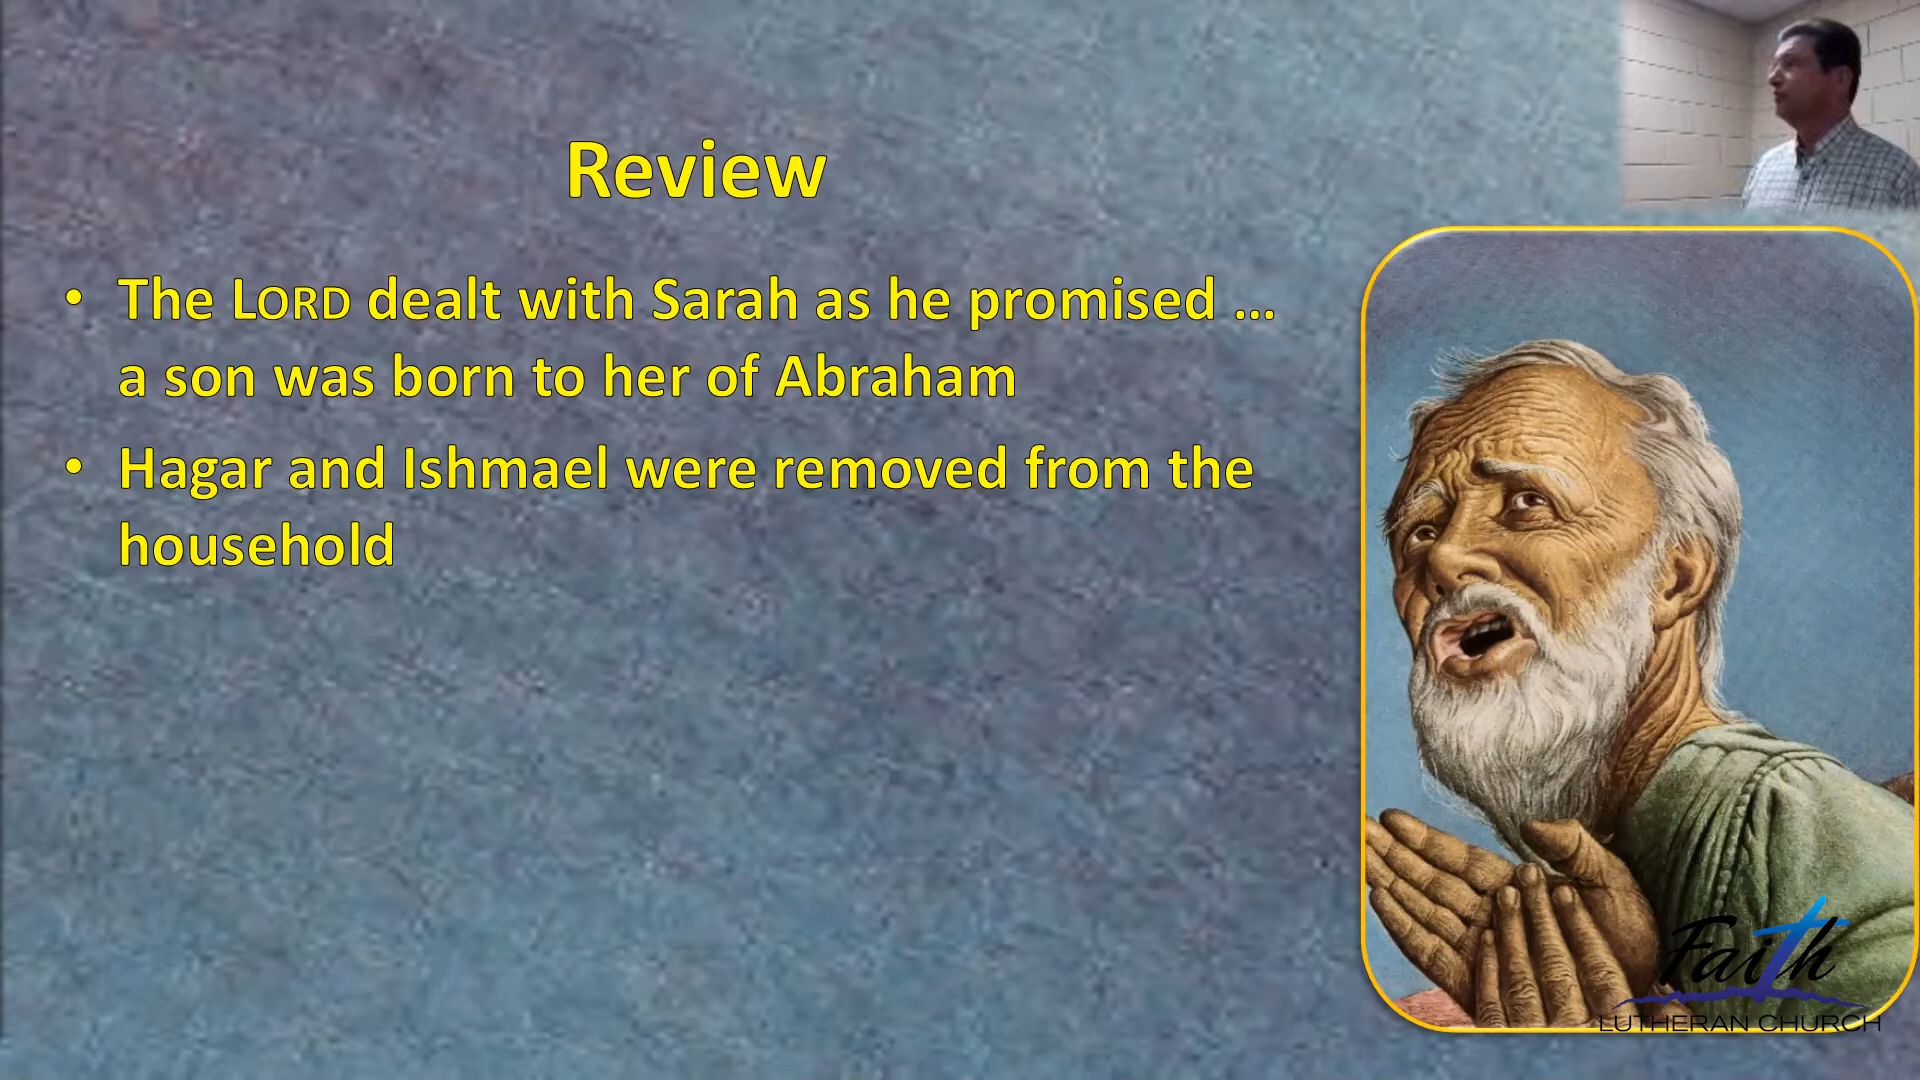 Review
• The LORD dealt with Sarah as he promised …
a son was born to her of Abraham
• Hagar and Ishmael were removed from the
household
Faith
LUTHERAN CHURCH